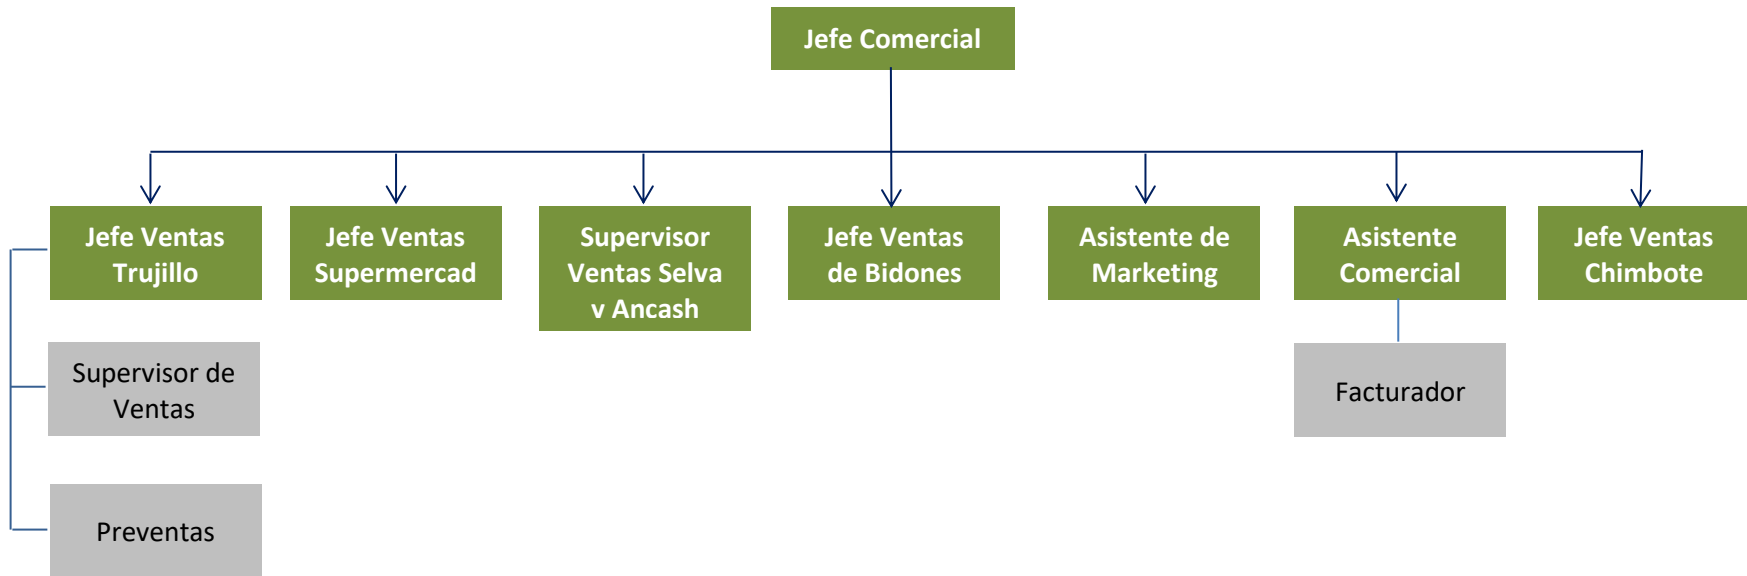 Jefe Comercial
Jefe Ventas
Trujillo
Jefe Ventas
Supermercad
Supervisor
Ventas Selva
v Ancash
Jefe Ventas
de Bidones
Asistente de
Marketing
Asistente
Comercial
Jefe Ventas
Chimbote
Supervisor de
Ventas
Facturador
Preventas